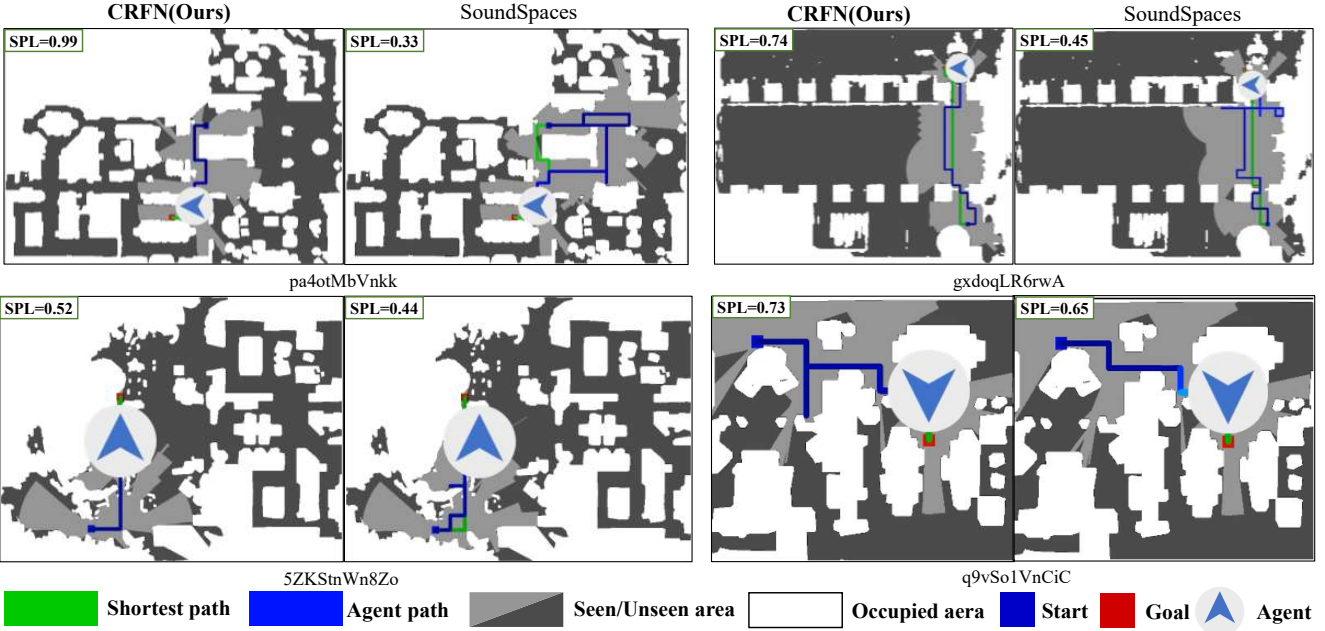 CRFN(Ours) SoundSpaces CRFN(Ours) SoundSpaces
SPL=0.99 SPL=0.33 SPL=0.74 SPL=0.45
pa4otMbVnkk gxdoqLR6rwA
SPL=0.52 SPL=0.44 SPL=0.73 SPL=0.65
5ZKStnWn8Zo q9vSo1VnCiC
Shortest path Agent path Seen/Unseen area Occupied aera Start Goal Agent